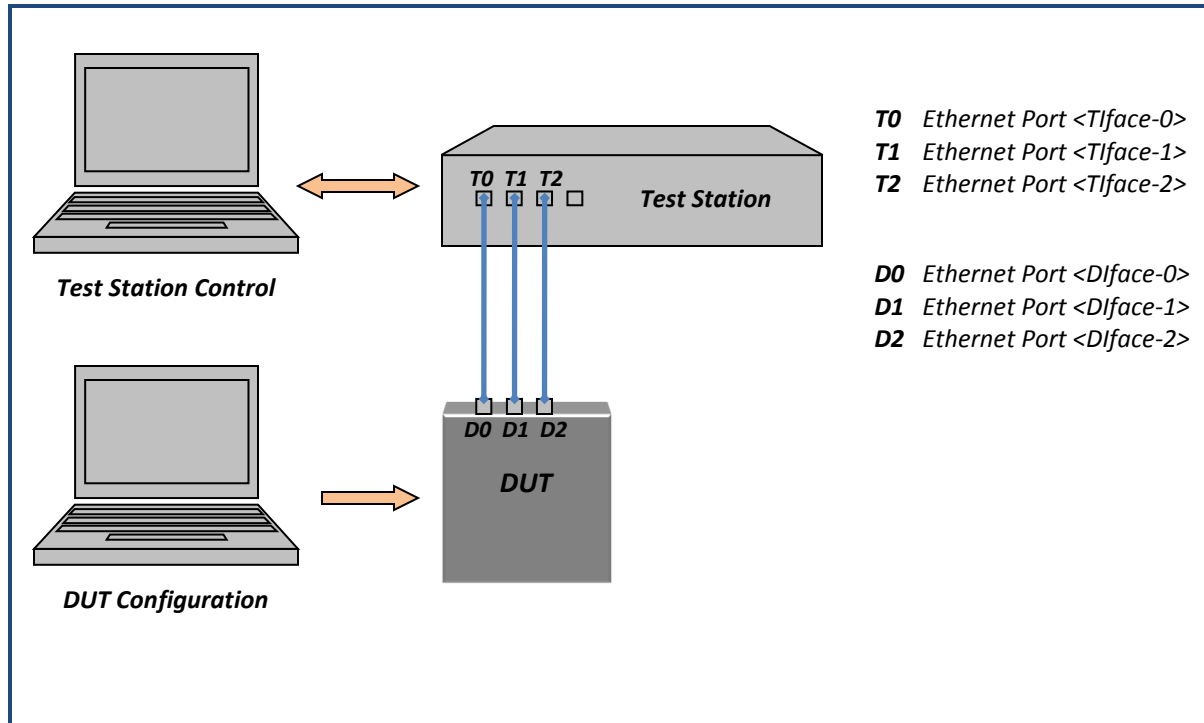 T0 T1 T2
Test Station
Test Station Control
T0 Ethernet Port <TIface-0>
T1 Ethernet Port <TIface-1>
T2 Ethernet Port <TIface-2>
D0 Ethernet Port <DIface-0>
D1 Ethernet Port <DIface-1>
D2 Ethernet Port <DIface-2>
D0 D1 D2
DUT
DUT Configuration